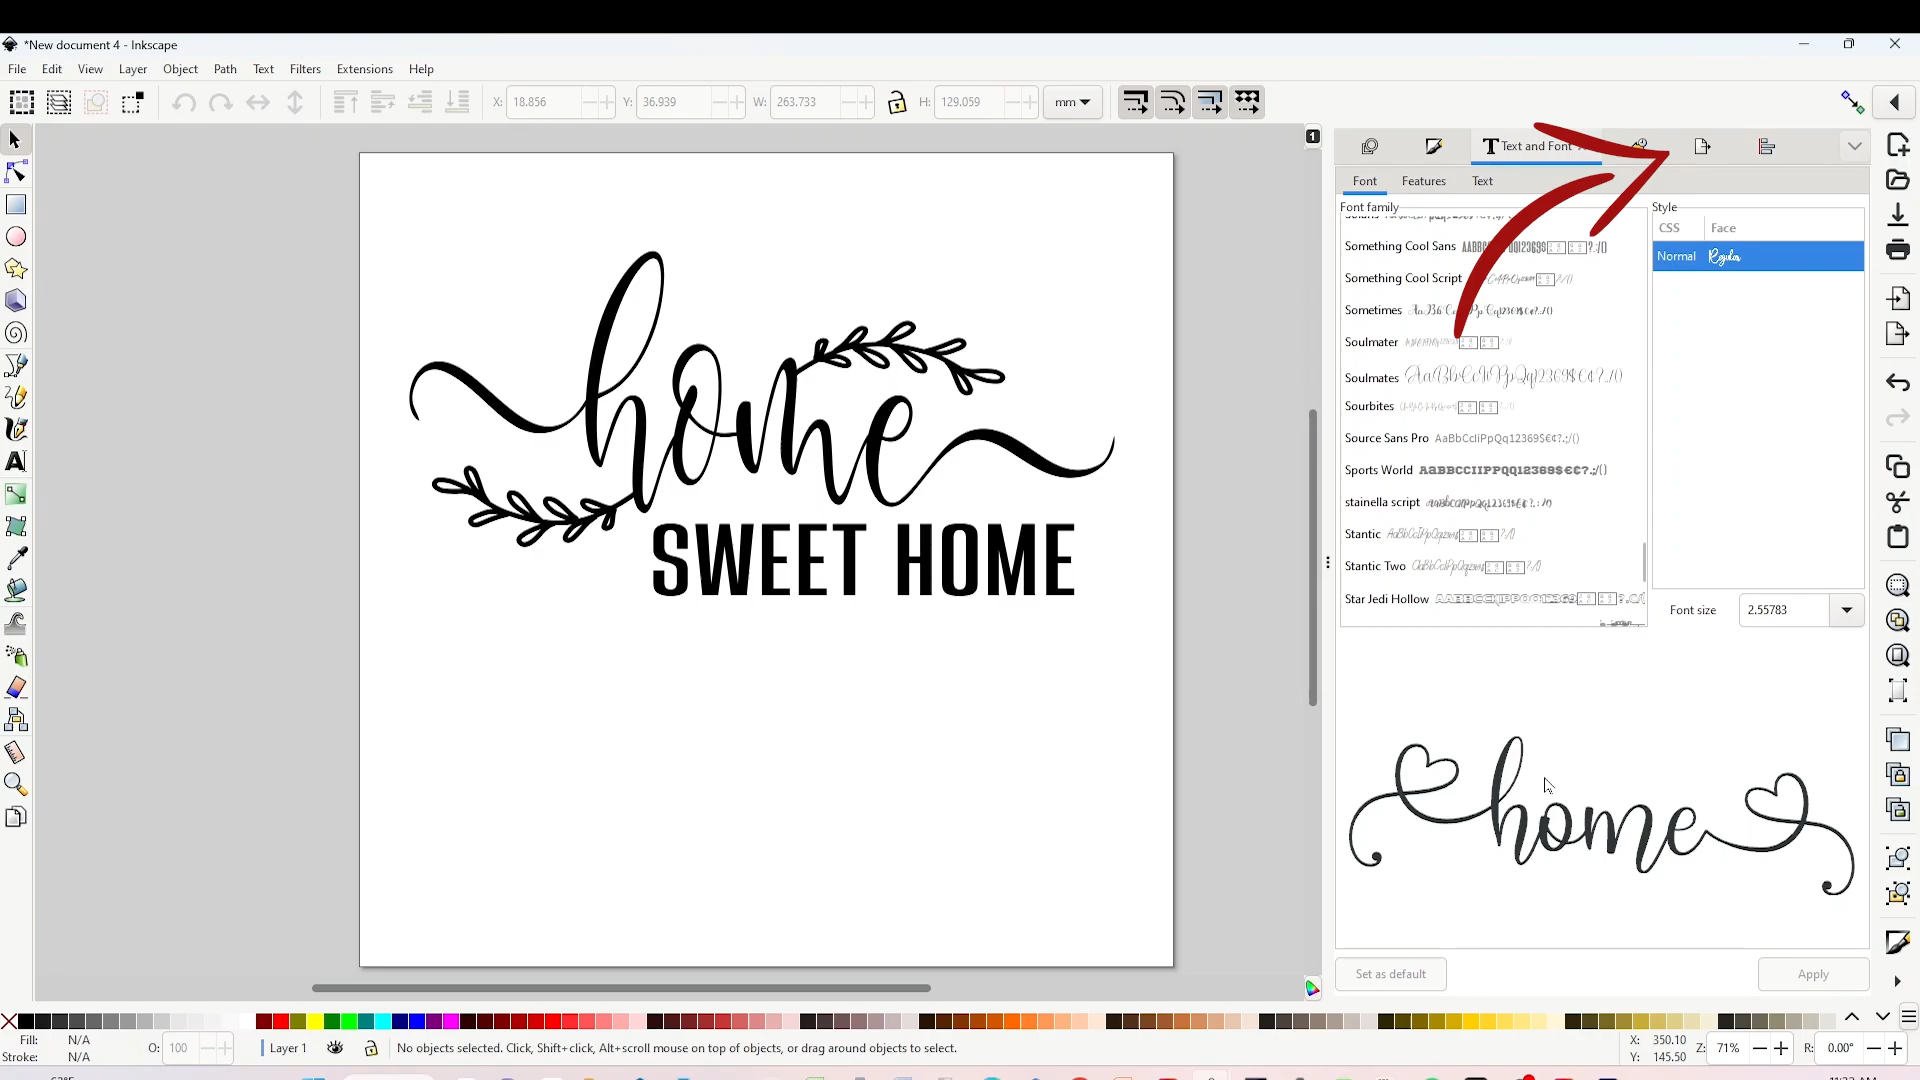 *New document 4 - Inkscape
File Edit View Layer Object Path Text Filters Extensions Help
X: 18.856 Y: 36.939 W: 263.733 H: 129.059 mm
1
Text and Font
Font Features Text
Font family
Style
CSS Face
Normal Regular
Something Cool Sans
Something Cool Script
Sometimes
Soulmater
Soulmates AaBbCcIiPpQq12369$€¢?.;/()
Sourbites
Source Sans Pro AaBbCcIiPpQq12369$€¢?.;/()
Sports World AABBCCIIPPQQ12369$€¢?.;/()
stainella script
Stantic
Stantic Two
Star Jedi Hollow
Font size 2.55783
home
SWEET HOME
home
Set as default Apply
Fill: N/A
Stroke: N/A
O: 100
Layer 1
No objects selected. Click, Shift+click, Alt+scroll mouse on top of objects, or drag around objects to select.
X: 350.10
Y: 145.50
Z: 71%
R: 0.00°